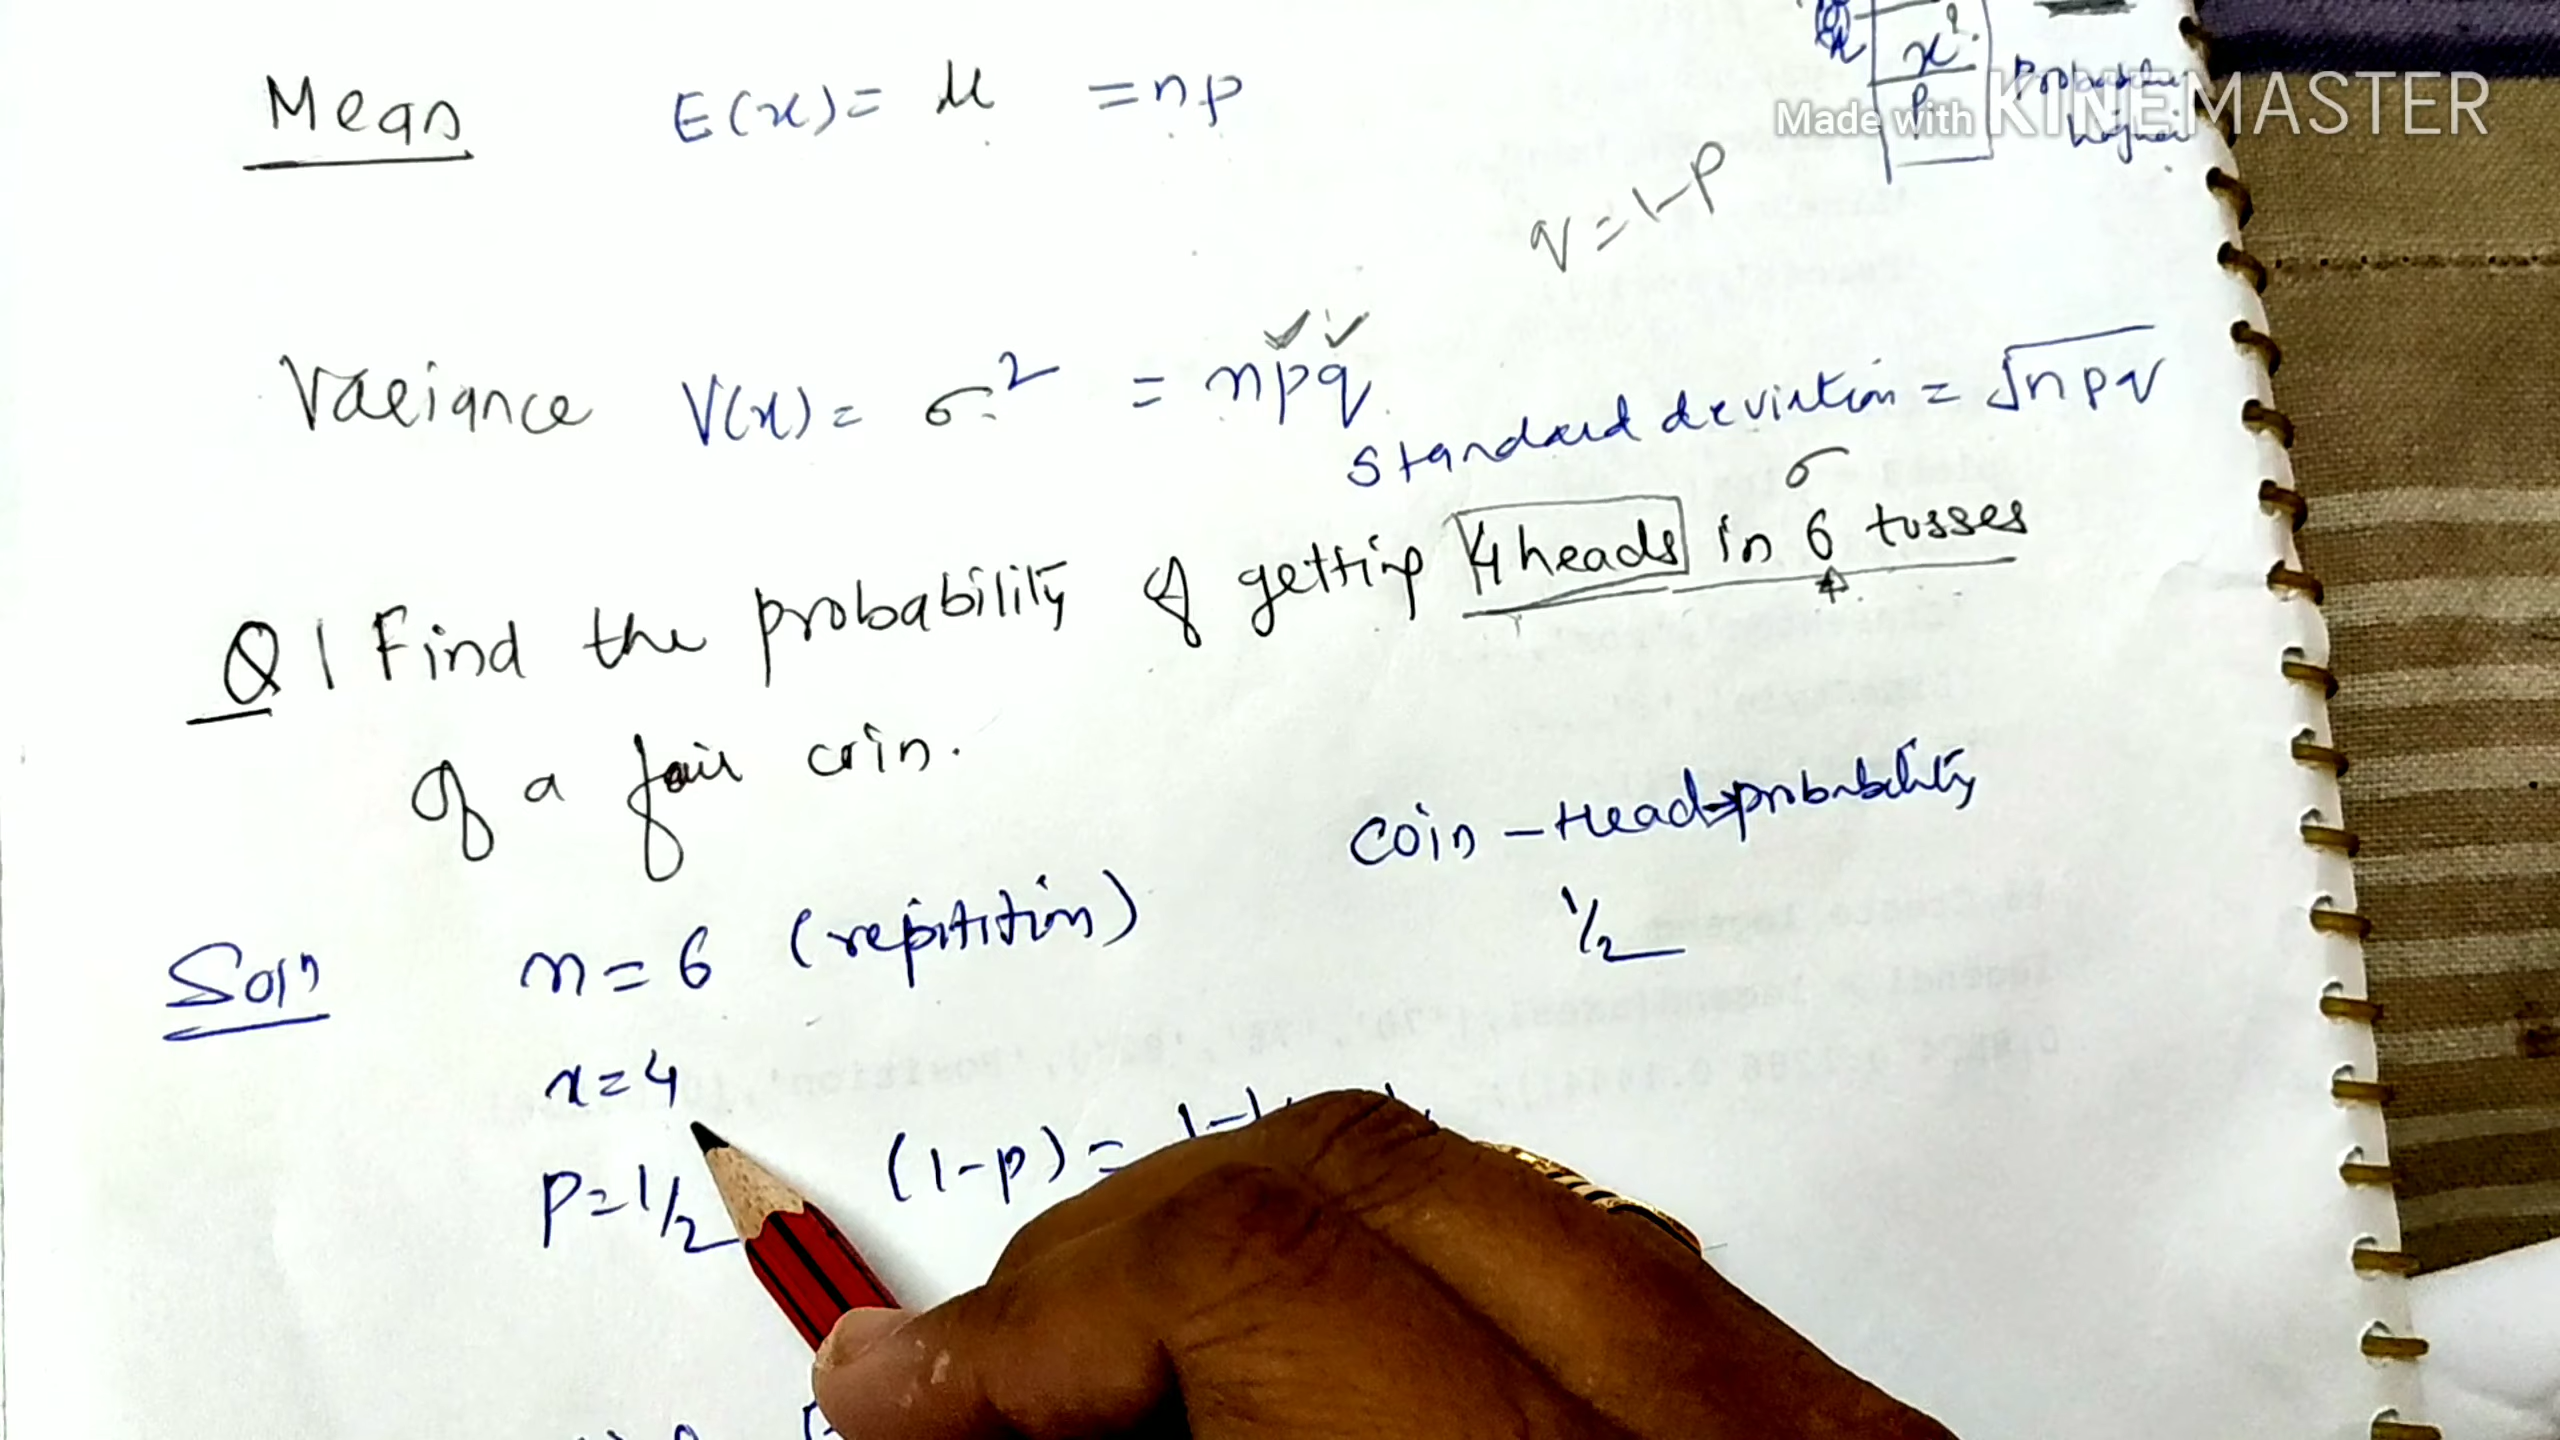 x
P
Made with KINEMASTER
Mean E(x) = μ = np
q = 1-P
Variance V(x) = σ² = npq
Standard deviation = √npq
σ
Q1 Find the probability of getting 4 heads in 6 tosses
of a fair coin.
Coin - Head → probability
1/2
Soln n = 6 (repitition)
x = 4
P = 1/2 (1-p) =